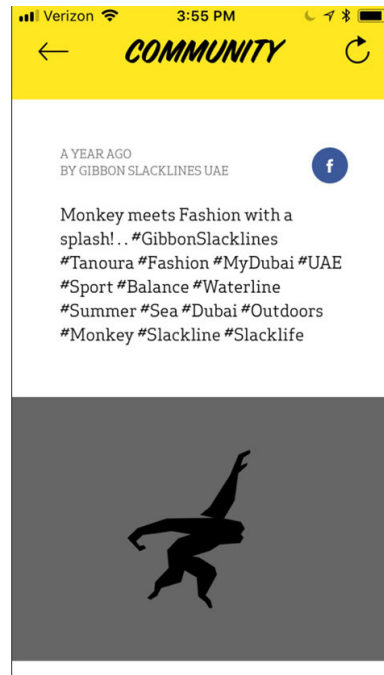 Verizon 3:55 PM
COMMUNITY
A YEAR AGO
BY GIBBON SLACKLINES UAE
f
Monkey meets Fashion with a
splash! . . #GibbonSlacklines
#Tanoura #Fashion #MyDubai #UAE
#Sport #Balance #Waterline
#Summer #Sea #Dubai #Outdoors
#Monkey #Slackline #Slacklife